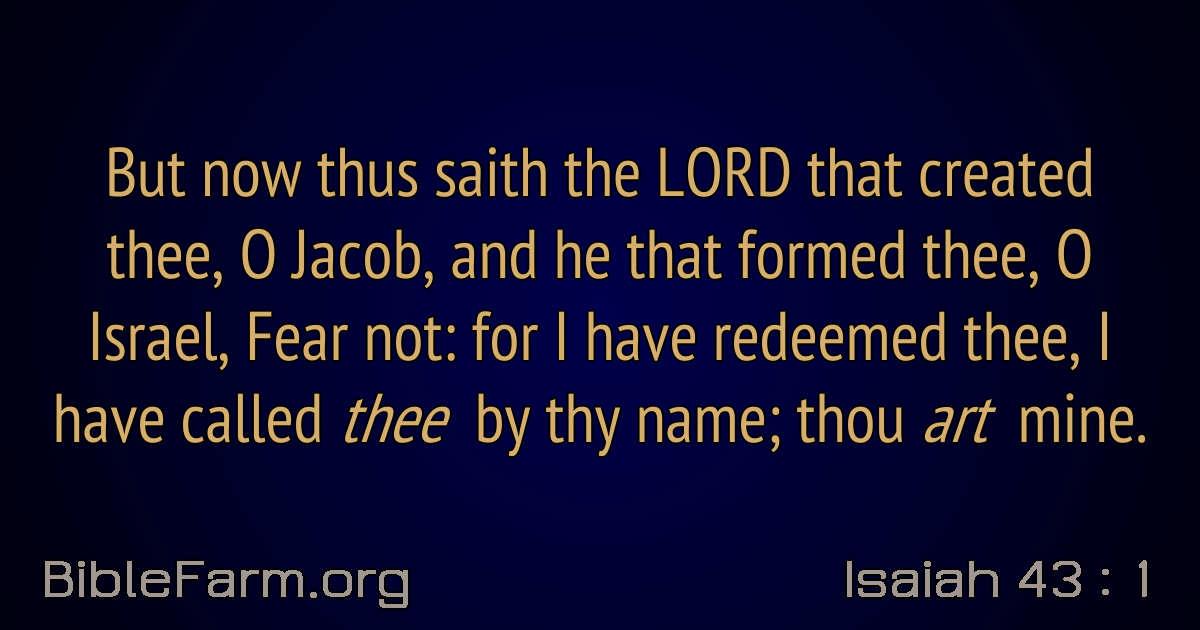 But now thus saith the LORD that created
thee, O Jacob, and he that formed thee, O
Israel, Fear not: for I have redeemed thee, I
have called thee by thy name; thou art mine.
BibleFarm.org
Isaiah 43 : 1